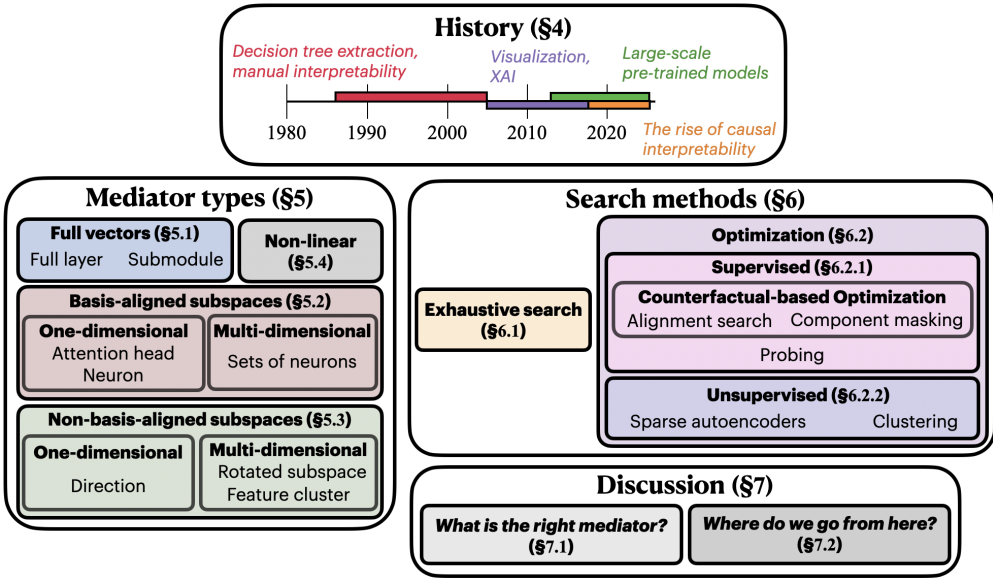 History (§4)
Decision tree extraction,
manual interpretability
Visualization,
XAI
Large-scale
pre-trained models
1980 1990 2000 2010 2020
The rise of causal
interpretability
Mediator types (§5)
Full vectors (§5.1)
Full layer Submodule
Non-linear
(§5.4)
Basis-aligned subspaces (§5.2)
One-dimensional
Attention head
Neuron
Multi-dimensional
Sets of neurons
Non-basis-aligned subspaces (§5.3)
One-dimensional
Direction
Multi-dimensional
Rotated subspace
Feature cluster
Search methods (§6)
Exhaustive search
(§6.1)
Optimization (§6.2)
Supervised (§6.2.1)
Counterfactual-based Optimization
Alignment search Component masking
Probing
Unsupervised (§6.2.2)
Sparse autoencoders Clustering
Discussion (§7)
What is the right mediator?
(§7.1)
Where do we go from here?
(§7.2)